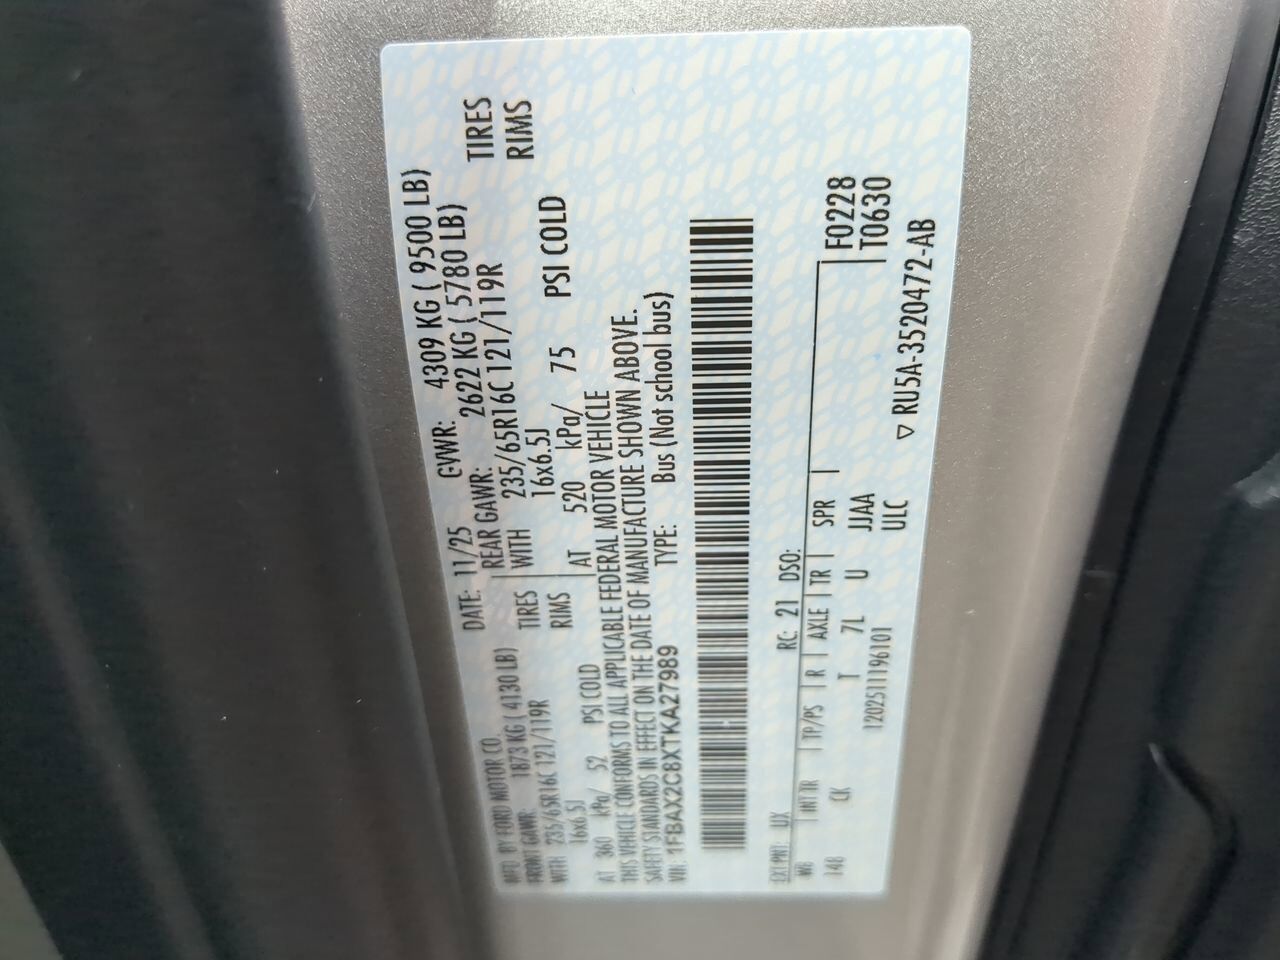 MFD. BY FORD MOTOR CO. DATE: 11/25 GVWR: 4309 KG ( 9500 LB)
FRONT GAWR: 1873 KG ( 4130 LB) REAR GAWR: 2622 KG ( 5780 LB)
WITH 235/65R16C 121/119R TIRES WITH 235/65R16C 121/119R TIRES
16x6.5J RIMS 16x6.5J RIMS
AT 360 kPa/ 52 PSI COLD AT 520 kPa/ 75 PSI COLD
THIS VEHICLE CONFORMS TO ALL APPLICABLE FEDERAL MOTOR VEHICLE
SAFETY STANDARDS IN EFFECT ON THE DATE OF MANUFACTURE SHOWN ABOVE.
VIN: 1FBAX2C8XTKA27989 TYPE: Bus (Not school bus)
EXT PNT: UX RC: 21 DSO:
WB INT TR TP/PS R AXLE TR SPR F0228
148 CK T 7L U JJAA T0630
120251119610I ULC
▽ RU5A-3520472-AB